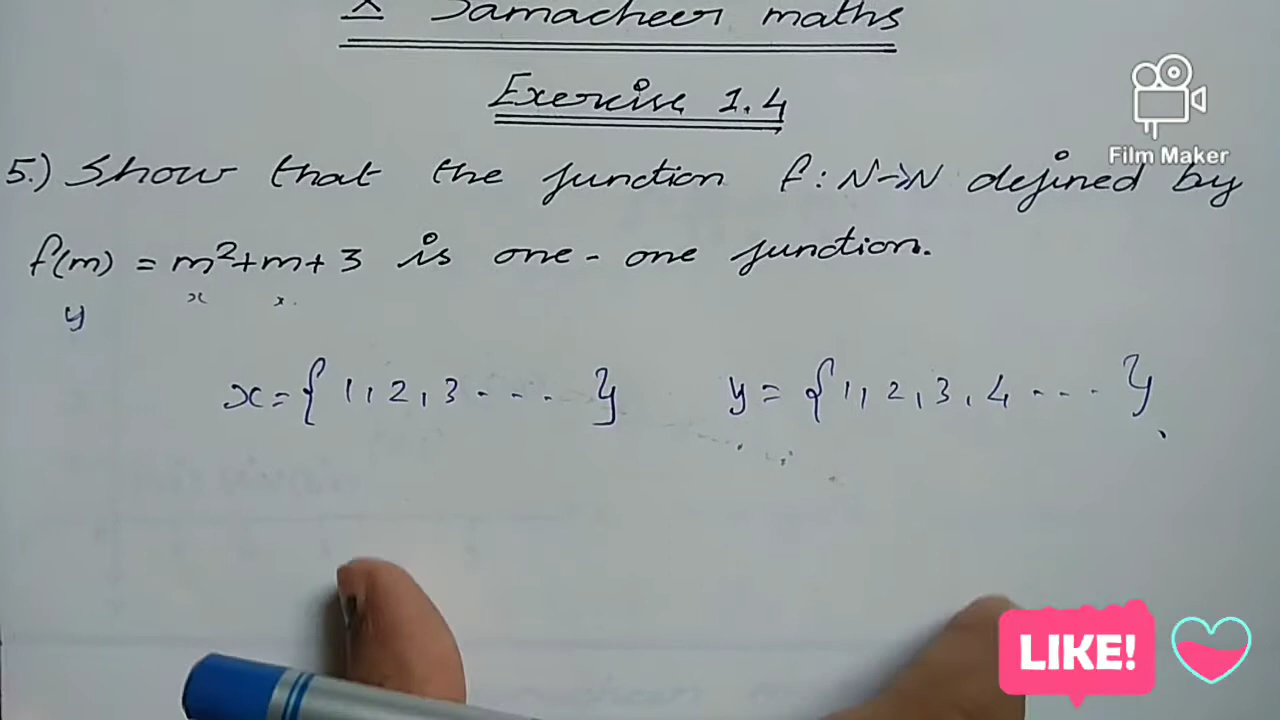 X Samacheer maths
Exercise 1.4
Film Maker
5.) Show that the function f : N→N defined by
f(m) = m²+m+3 is one-one function.
x x.
y
x = { 1, 2, 3 . . . . } y = { 1, 2, 3, 4 . . . . }
LIKE!